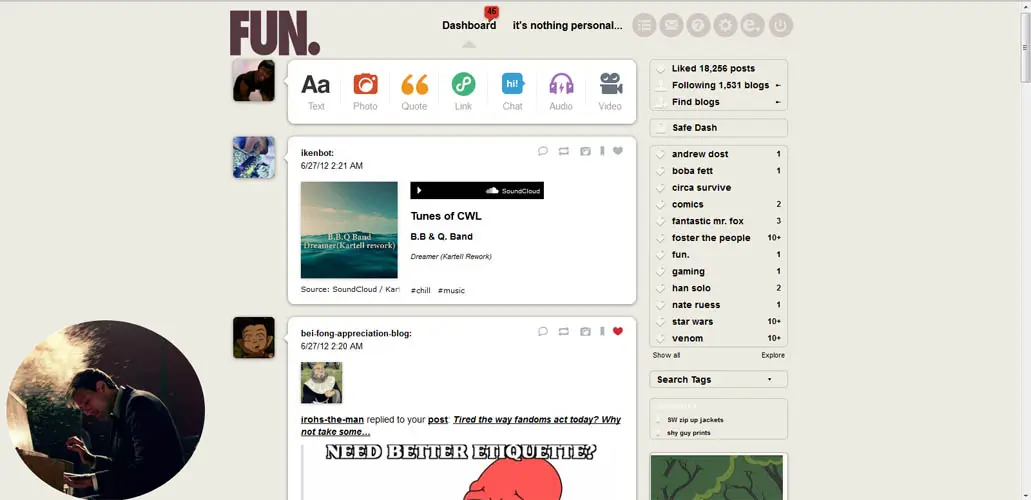 FUN.
46
Dashboard
it's nothing personal...
Aa
hi!
Text
Photo
Quote
Link
Chat
Audio
Video
ikenbot:
6/27/12 2:21 AM
B.B.Q Band
Dreamer(Kartell rework)
SoundCloud
Tunes of CWL
B.B & Q. Band
Dreamer (Kartell Rework)
Source: SoundCloud / Kar
#chill #music
bei-fong-appreciation-blog:
6/27/12 2:20 AM
irohs-the-man replied to your post: Tired the way fandoms act today? Why
not take some…
NEED BETTER ETIQUETTE?
Liked 18,256 posts
Following 1,531 blogs
Find blogs
Safe Dash
andrew dost 1
boba fett 1
circa survive
comics 2
fantastic mr. fox 3
foster the people 10+
fun. 1
gaming 1
han solo 2
nate ruess 1
star wars 10+
venom 10+
Show all Explore
Search Tags
SW zip up jackets
shy guy prints